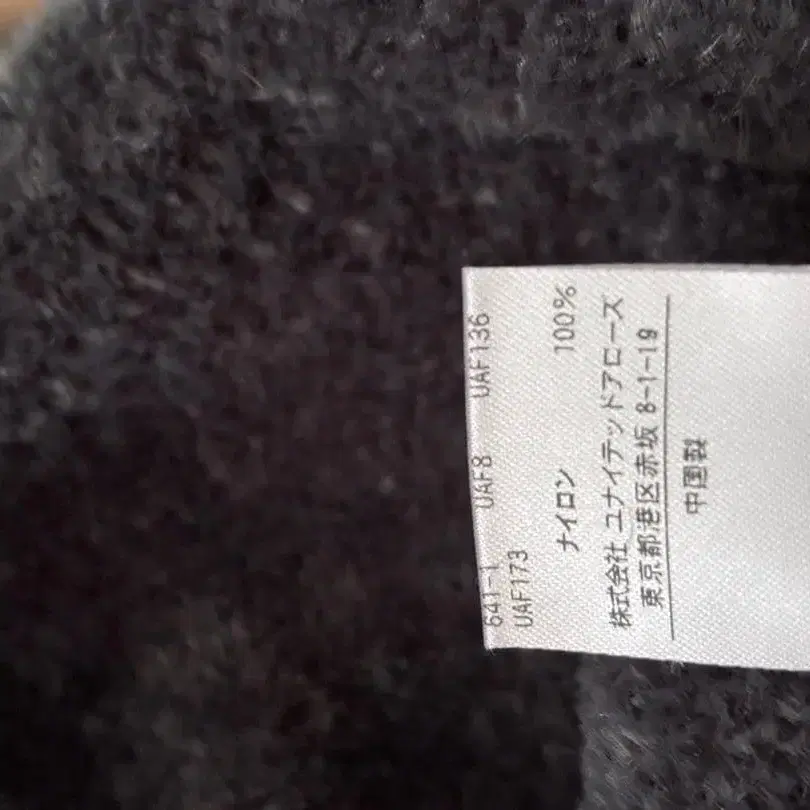 641-1 UAF8 UAF136
UAF173
ナイロン 100%
株式会社 ユナイテッドアローズ
東京都港区赤坂 8-1-19
中国製